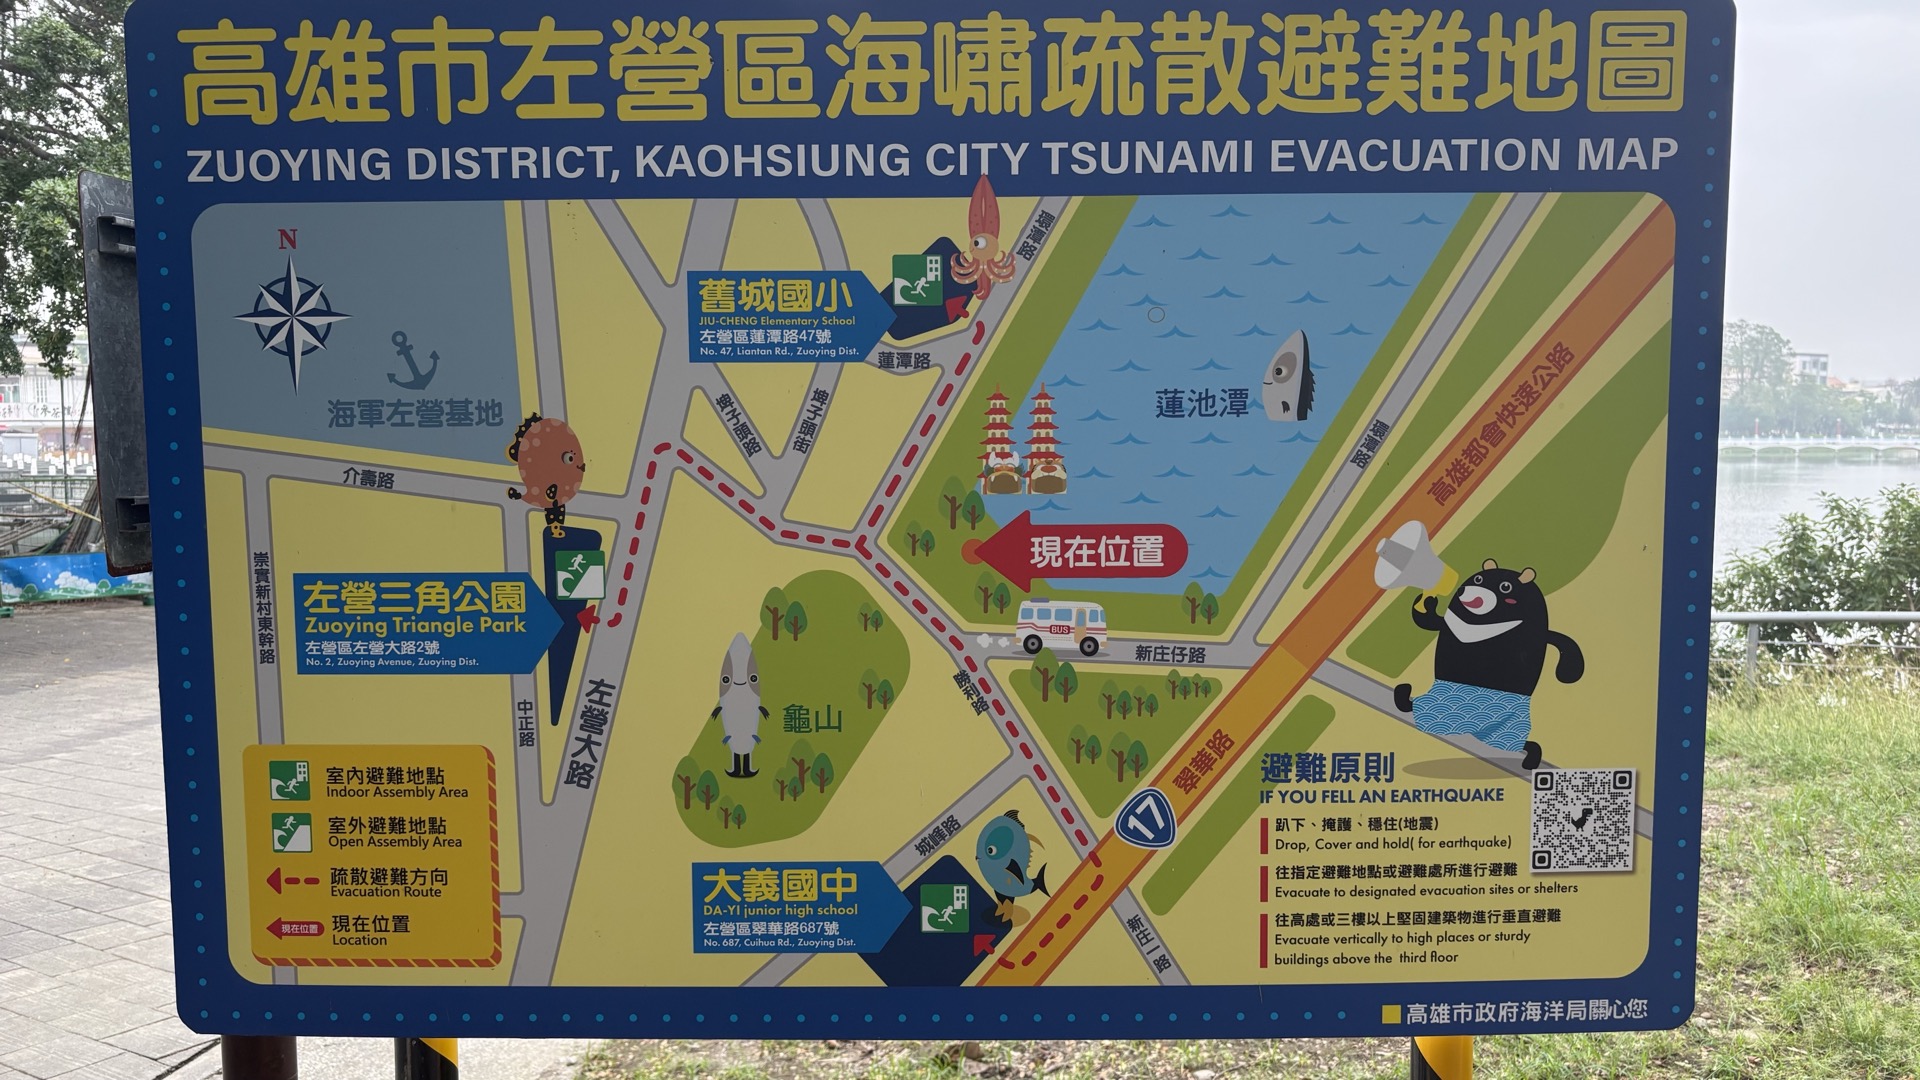 高雄市左營區海嘯疏散避難地圖
ZUOYING DISTRICT, KAOHSIUNG CITY TSUNAMI EVACUATION MAP
N
海軍左營基地
介壽路
崇實新村東幹路
舊城國小
JIU-CHENG Elementary School
左營區蓮潭路47號
No. 47, Liantan Rd., Zuoying Dist.
蓮潭路
埤子頭路
埤子頭街
蓮池潭
高雄都會快速公路
現在位置
BUS
新庄仔路
勝利路
左營三角公園
Zuoying Triangle Park
左營區左營大路2號
No. 2, Zuoying Avenue, Zuoying Dist.
中正路
左營大路
龜山
翠華路
17
城峰路
新庄一路
大義國中
DA-YI junior high school
左營區翠華路687號
No. 687, Cuihua Rd., Zuoying Dist.
室內避難地點
Indoor Assembly Area
室外避難地點
Open Assembly Area
疏散避難方向
Evacuation Route
現在位置
現在位置
Location
避難原則
IF YOU FELL AN EARTHQUAKE
趴下、掩護、穩住(地震)
Drop, Cover and hold( for earthquake)
往指定避難地點或避難處所進行避難
Evacuate to designated evacuation sites or shelters
往高處或三樓以上堅固建築物進行垂直避難
Evacuate vertically to high places or sturdy
buildings above the third floor
高雄市政府海洋局關心您